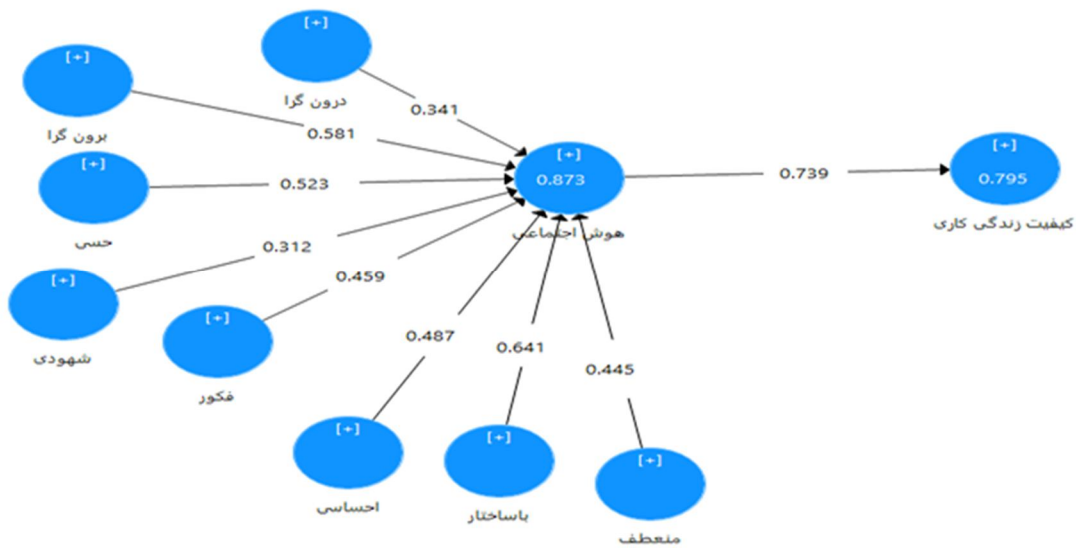 [+]
درون گرا
0.341
[+]
برون گرا
0.581
[+]
حسی
0.523
[+]
شهودی
0.312
[+]
فکور
0.459
[+]
احساسی
0.487
[+]
باساختار
0.641
[+]
منعطف
0.445
[+]
0.873
هوش اجتماعی
0.739
[+]
0.795
کیفیت زندگی کاری